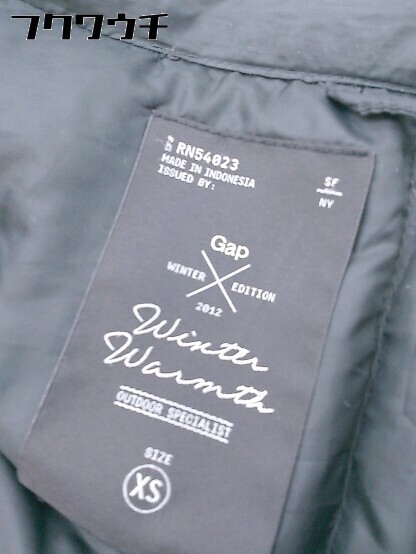 フクウクチ
RN54023
MADE IN INDONESIA
ISSUED BY:
SF
NY
Gap
WINTER EDITION
2012
Winter
Warmth
OUTDOOR SPECIALIST
SIZE
XS